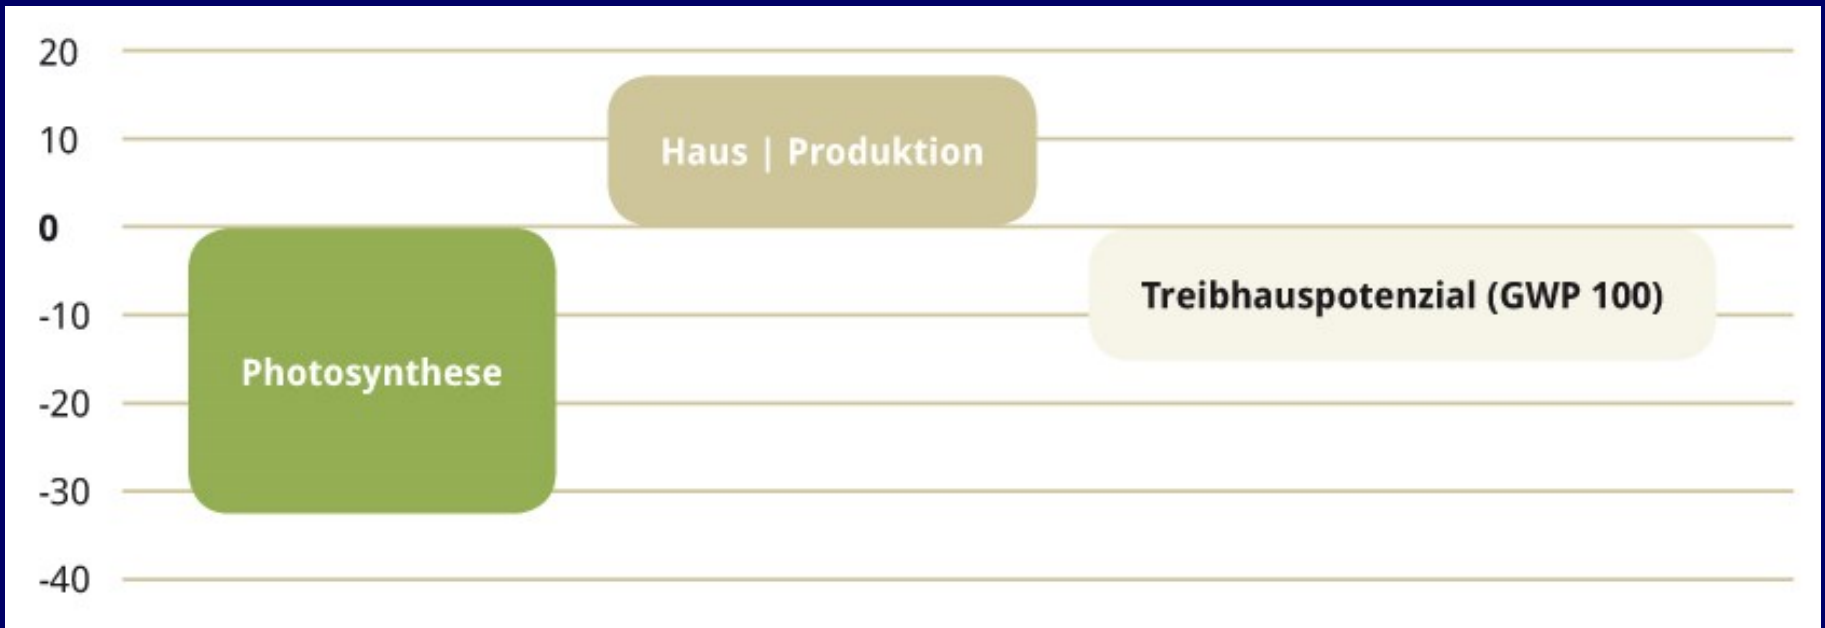 20
Haus | Produktion
10
0
-10
Treibhauspotenzial (GWP 100)
Photosynthese
-20
-30
-40